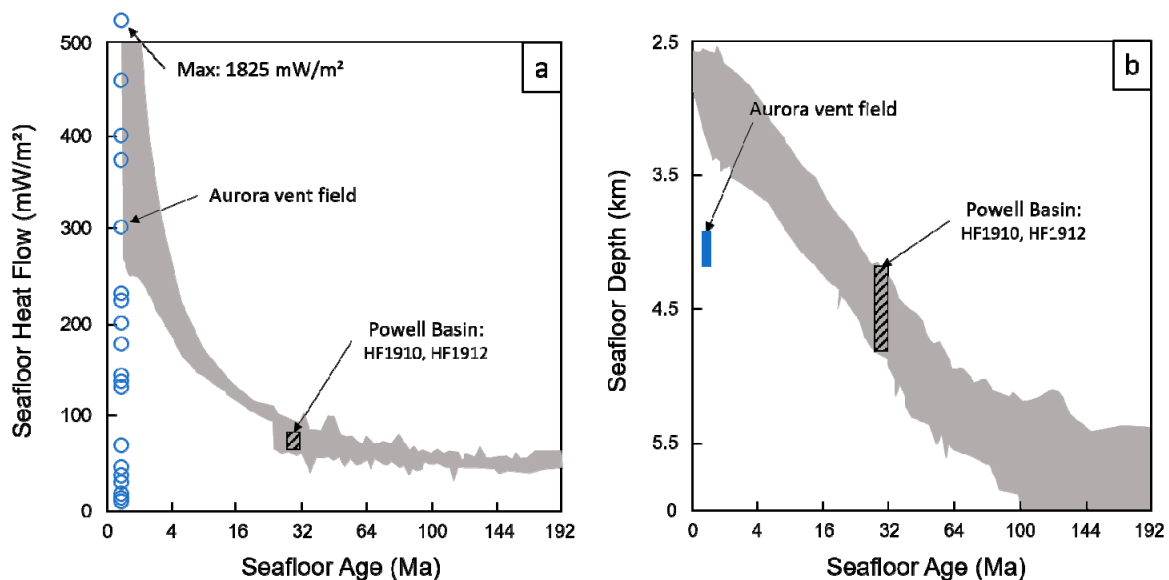 a
Max: 1825 mW/m²
Aurora vent field
Powell Basin:
HF1910, HF1912
500
400
300
200
100
0
Seafloor Heat Flow (mW/m²)
0 4 16 32 64 100 144 192
Seafloor Age (Ma)
b
Aurora vent field
Powell Basin:
HF1910, HF1912
2.5
3.5
4.5
5.5
0
Seafloor Depth (km)
0 4 16 32 64 100 144 192
Seafloor Age (Ma)